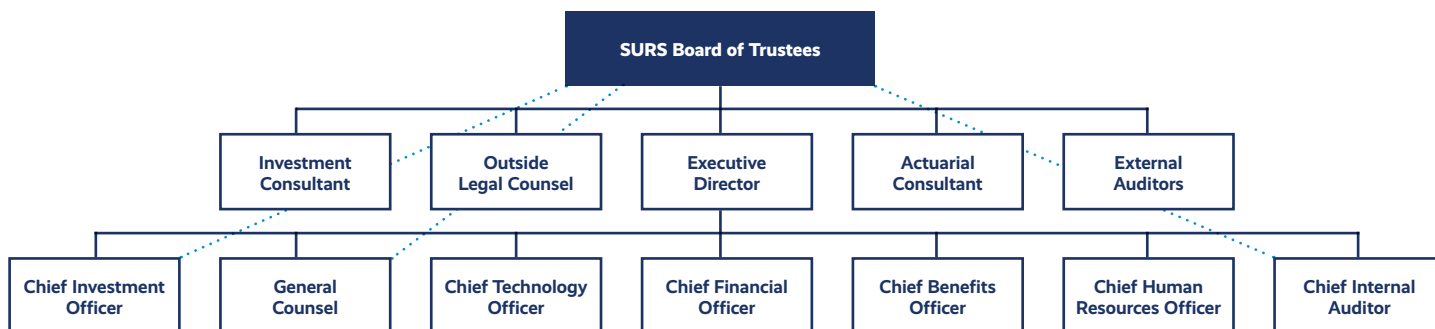 SURS Board of Trustees
Investment
Consultant
Outside
Legal Counsel
Executive
Director
Actuarial
Consultant
External
Auditors
Chief Investment
Officer
General
Counsel
Chief Technology
Officer
Chief Financial
Officer
Chief Benefits
Officer
Chief Human
Resources Officer
Chief Internal
Auditor